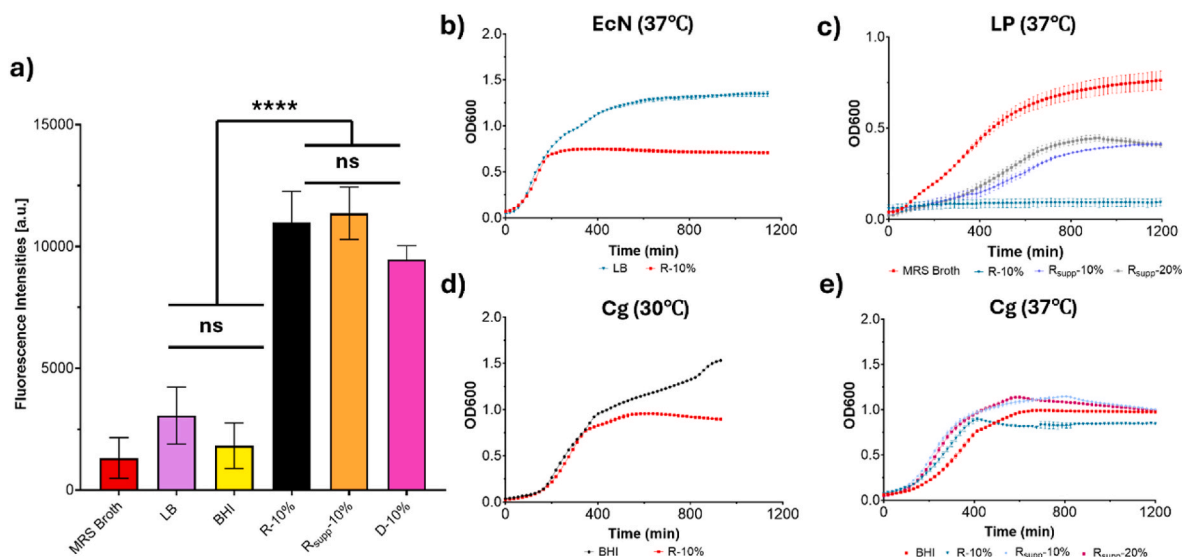 a)
****
ns
ns
15000
10000
5000
0
Fluorescence Intensities [a.u.]
MRS Broth
LB
BHI
R-10%
Rsupp-10%
D-10%
b)
EcN (37℃)
2.0
1.5
1.0
0.5
0.0
OD600
0
400
800
1200
Time (min)
LB
R-10%
c)
LP (37℃)
1.0
0.5
0.0
OD600
0
400
800
1200
Time (min)
MRS Broth
R-10%
Rsupp-10%
Rsupp-20%
d)
Cg (30℃)
2.0
1.5
1.0
0.5
0.0
OD600
0
400
800
1200
Time (min)
BHI
R-10%
e)
Cg (37℃)
2.0
1.5
1.0
0.5
0.0
OD600
0
400
800
1200
Time (min)
BHI
R-10%
Rsupp-10%
Rsupp-20%